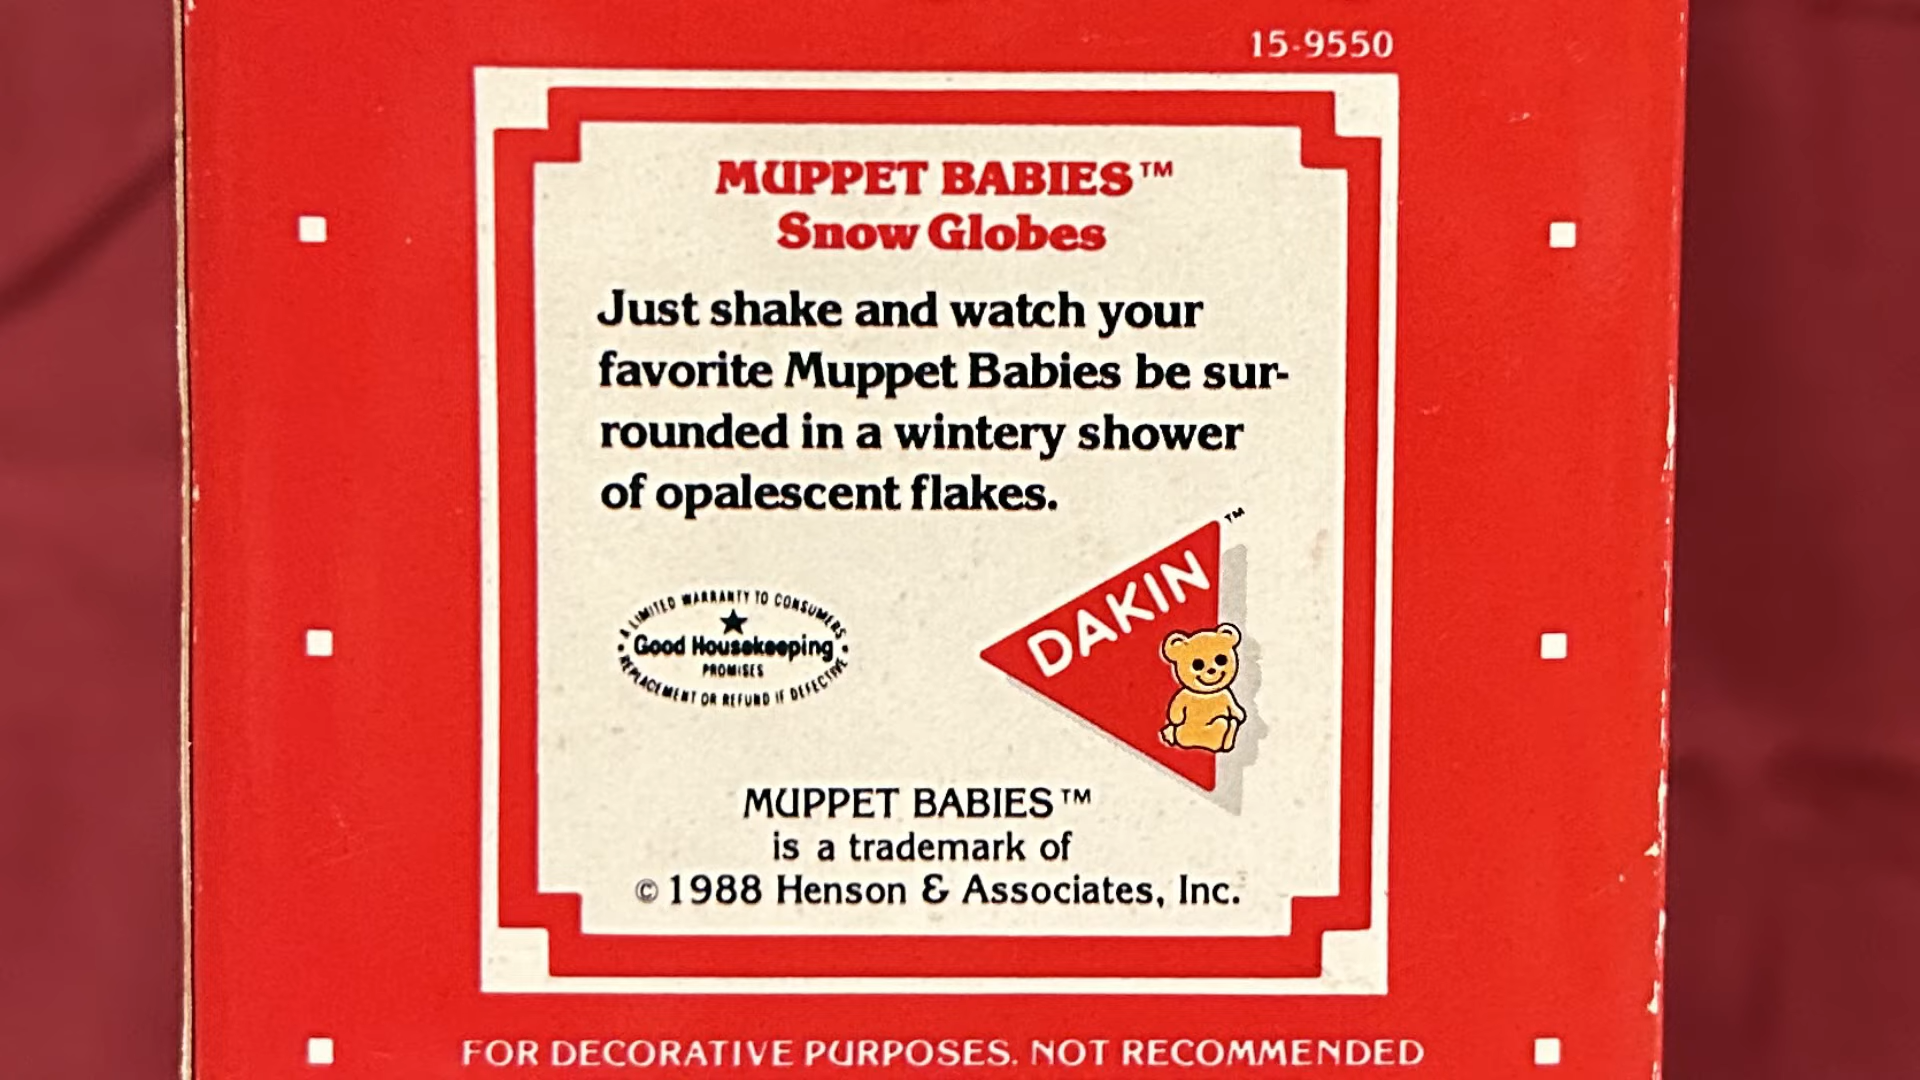 15-9550
MUPPET BABIES™
Snow Globes
Just shake and watch your
favorite Muppet Babies be sur-
rounded in a wintery shower
of opalescent flakes.
™
DAKIN
A LIMITED WARRANTY TO CONSUMERS
★
Good Housekeeping
PROMISES
REPLACEMENT OR REFUND IF DEFECTIVE
MUPPET BABIES™
is a trademark of
© 1988 Henson & Associates, Inc.
FOR DECORATIVE PURPOSES. NOT RECOMMENDED